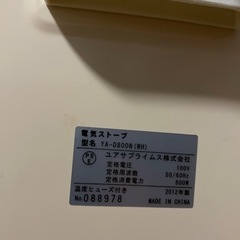 電気ストーブ
型名 YA-D800N(WH)
PS
E
ユアサプライムス株式会社
定格電圧 100V
定格周波数 50/60Hz
定格消費電力 800W
温度ヒューズ付き 2012年製
No.088978 MADE IN CHINA